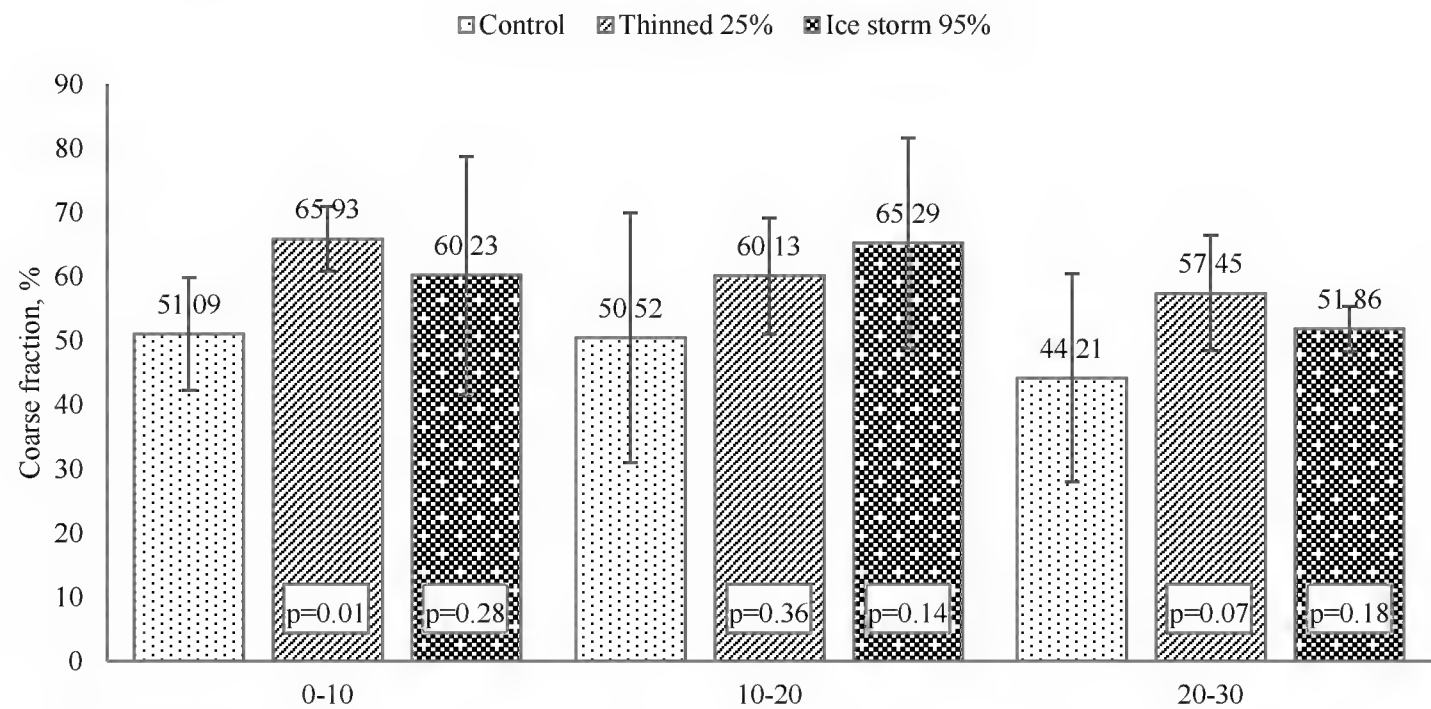 Control Thinned 25% Ice storm 95%
90
80
70
60
50
40
30
20
10
0
Coarse fraction, %
51.09
65.93
60.23
50.52
60.13
65.29
44.21
57.45
51.86
p=0.01
p=0.28
p=0.36
p=0.14
p=0.07
p=0.18
0-10 10-20 20-30